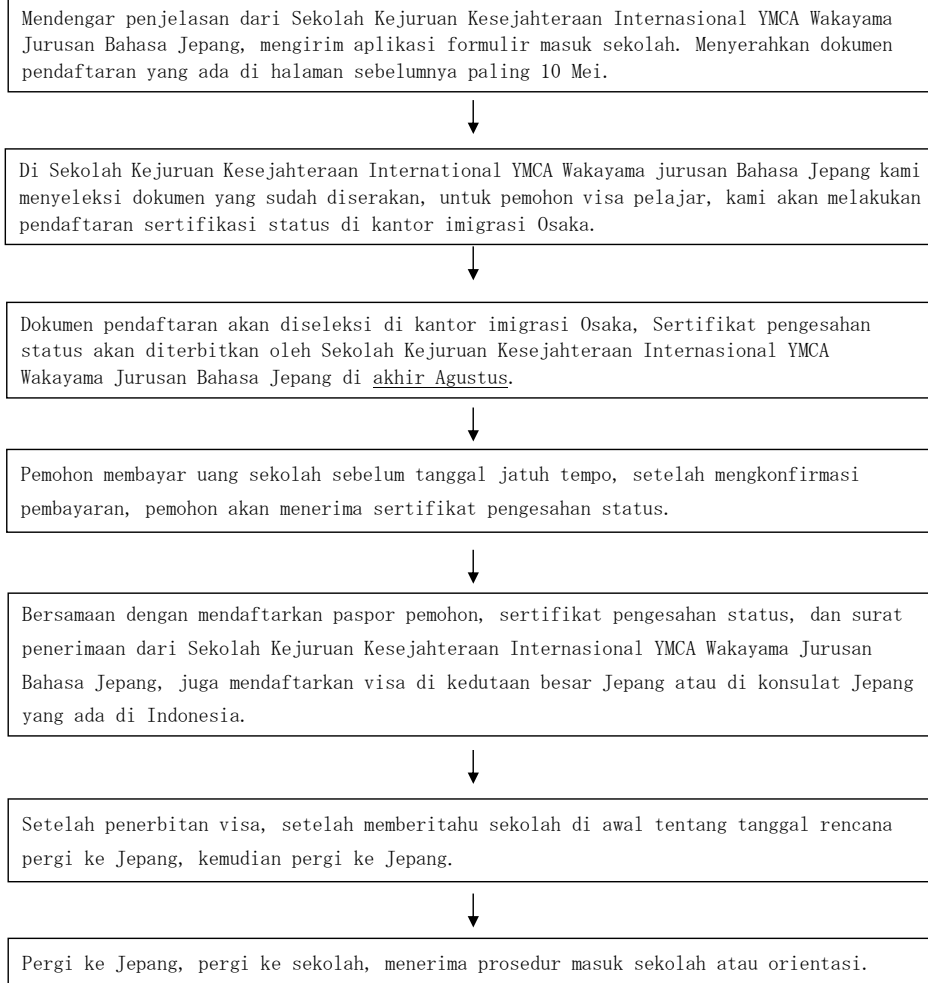 Mendengar penjelasan dari Sekolah Kejuruan Kesejahteraan Internasional YMCA Wakayama
Jurusan Bahasa Jepang, mengirim aplikasi formulir masuk sekolah. Menyerahkan dokumen
pendaftaran yang ada di halaman sebelumnya paling 10 Mei.
Di Sekolah Kejuruan Kesejahteraan International YMCA Wakayama jurusan Bahasa Jepang kami
menyeleksi dokumen yang sudah diserakan, untuk pemohon visa pelajar, kami akan melakukan
pendaftaran sertifikasi status di kantor imigrasi Osaka.
Dokumen pendaftaran akan diseleksi di kantor imigrasi Osaka, Sertifikat pengesahan
status akan diterbitkan oleh Sekolah Kejuruan Kesejahteraan Internasional YMCA
Wakayama Jurusan Bahasa Jepang di akhir Agustus.
Pemohon membayar uang sekolah sebelum tanggal jatuh tempo, setelah mengkonfirmasi
pembayaran, pemohon akan menerima sertifikat pengesahan status.
Bersamaan dengan mendaftarkan paspor pemohon, sertifikat pengesahan status, dan surat
penerimaan dari Sekolah Kejuruan Kesejahteraan Internasional YMCA Wakayama Jurusan
Bahasa Jepang, juga mendaftarkan visa di kedutaan besar Jepang atau di konsulat Jepang
yang ada di Indonesia.
Setelah penerbitan visa, setelah memberitahu sekolah di awal tentang tanggal rencana
pergi ke Jepang, kemudian pergi ke Jepang.
Pergi ke Jepang, pergi ke sekolah, menerima prosedur masuk sekolah atau orientasi.